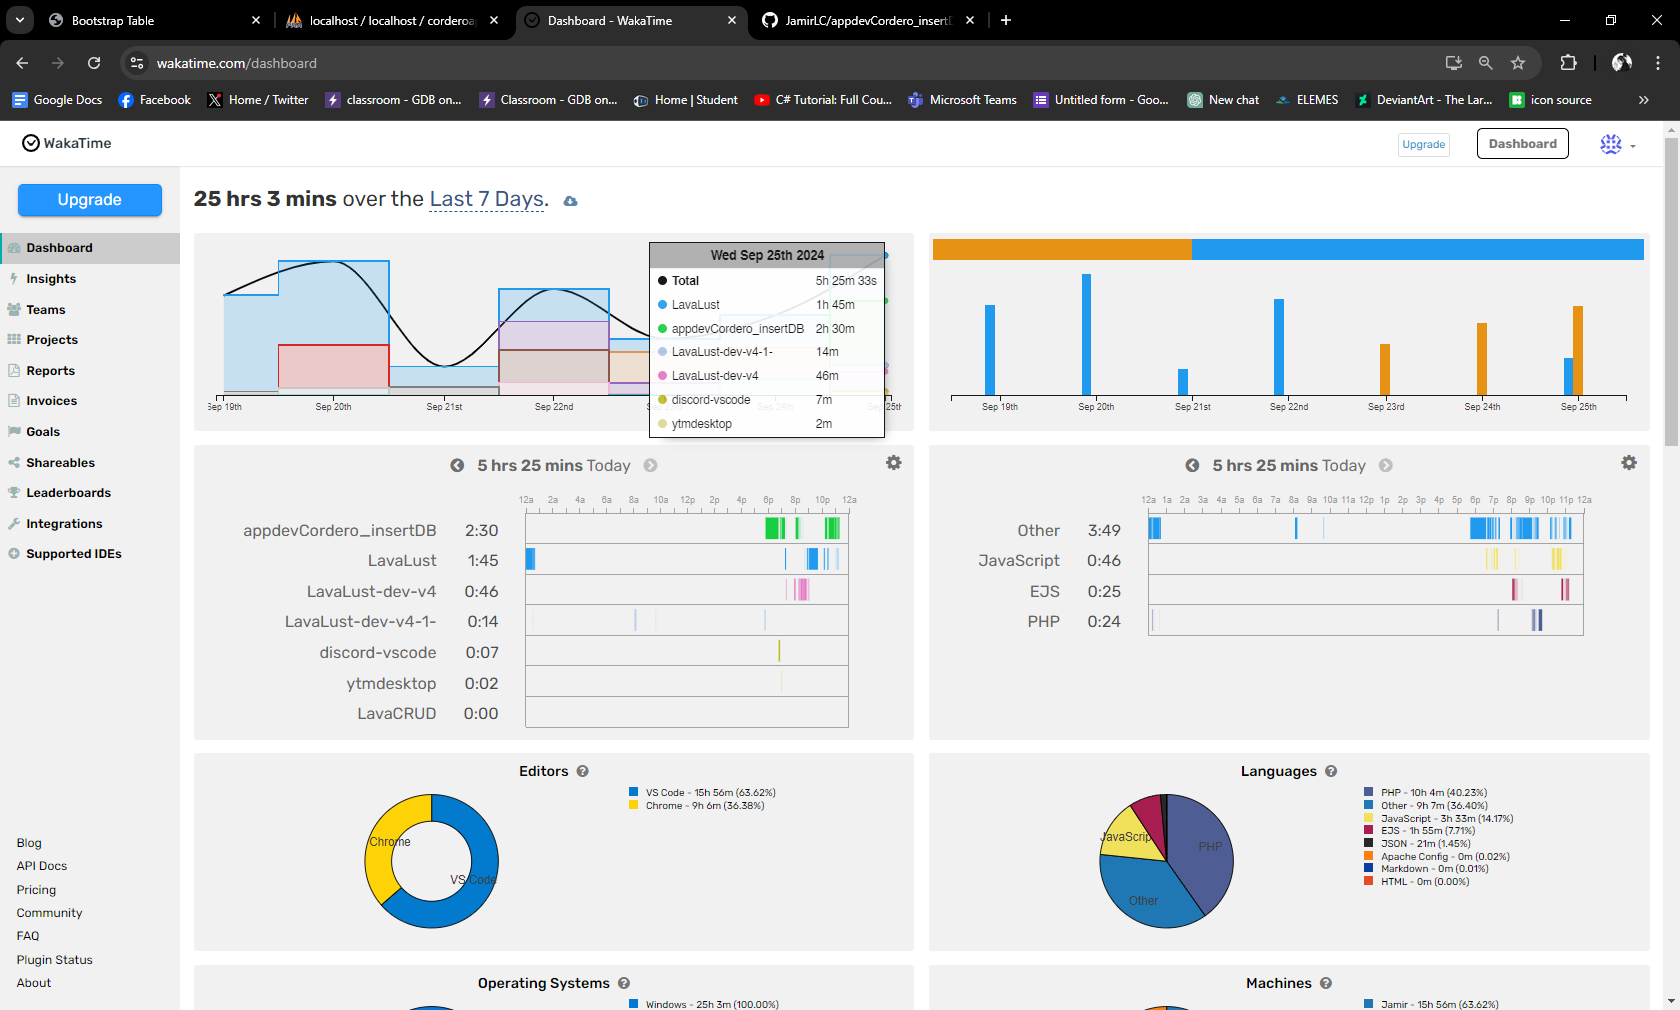 Bootstrap Table
localhost / localhost / corderoa
Dashboard - WakaTime
JamirLC/appdevCordero_insert
wakatime.com/dashboard
Google Docs
Facebook
Home / Twitter
classroom - GDB on...
Classroom - GDB on...
Home | Student
C# Tutorial: Full Cou...
Microsoft Teams
Untitled form - Goo...
New chat
ELEMES
DeviantArt - The Lar...
icon source
WakaTime
Upgrade
Dashboard
Upgrade
Dashboard
Insights
Teams
Projects
Reports
Invoices
Goals
Shareables
Leaderboards
Integrations
Supported IDEs
Blog
API Docs
Pricing
Community
FAQ
Plugin Status
About
25 hrs 3 mins over the Last 7 Days.
Wed Sep 25th 2024
Total 5h 25m 33s
LavaLust 1h 45m
appdevCordero_insertDB 2h 30m
LavaLust-dev-v4-1- 14m
LavaLust-dev-v4 46m
discord-vscode 7m
ytmdesktop 2m
Sep 19th Sep 20th Sep 21st Sep 22nd Sep 23rd Sep 24th Sep 25th
Sep 19th Sep 20th Sep 21st Sep 22nd Sep 23rd Sep 24th Sep 25th
5 hrs 25 mins Today
12a 2a 4a 6a 8a 10a 12p 2p 4p 6p 8p 10p 12a
appdevCordero_insertDB 2:30
LavaLust 1:45
LavaLust-dev-v4 0:46
LavaLust-dev-v4-1- 0:14
discord-vscode 0:07
ytmdesktop 0:02
LavaCRUD 0:00
5 hrs 25 mins Today
12a 1a 2a 3a 4a 5a 6a 7a 8a 9a 10a 11a 12p 1p 2p 3p 4p 5p 6p 7p 8p 9p 10p 11p 12a
Other 3:49
JavaScript 0:46
EJS 0:25
PHP 0:24
Editors
VS Code - 15h 56m (63.62%)
Chrome - 9h 6m (36.38%)
Chrome
VS Code
Languages
PHP - 10h 4m (40.23%)
Other - 9h 7m (36.40%)
JavaScript - 3h 33m (14.17%)
EJS - 1h 55m (7.71%)
JSON - 21m (1.45%)
Apache Config - 0m (0.02%)
Markdown - 0m (0.01%)
HTML - 0m (0.00%)
JavaScrip
PHP
Other
Operating Systems
Windows - 25h 3m (100.00%)
Machines
Jamir - 15h 56m (63.62%)